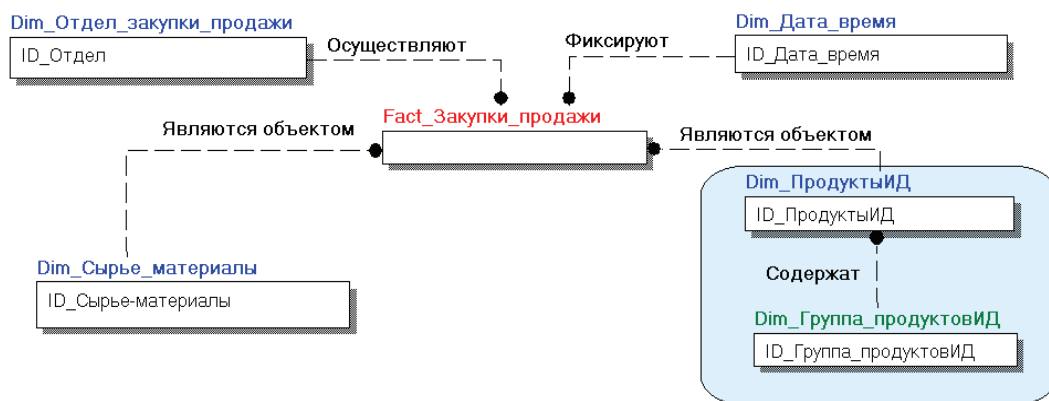 Dim_Отдел_закупки_продажи
ID_Отдел
Осуществляют
Фиксируют
Dim_Дата_время
ID_Дата_время
Fact_Закупки_продажи
Являются объектом
Являются объектом
Dim_ПродуктыИД
ID_ПродуктыИД
Dim_Сырье_материалы
ID_Сырье-материалы
Содержат
Dim_Группа_продуктовИД
ID_Группа_продуктовИД